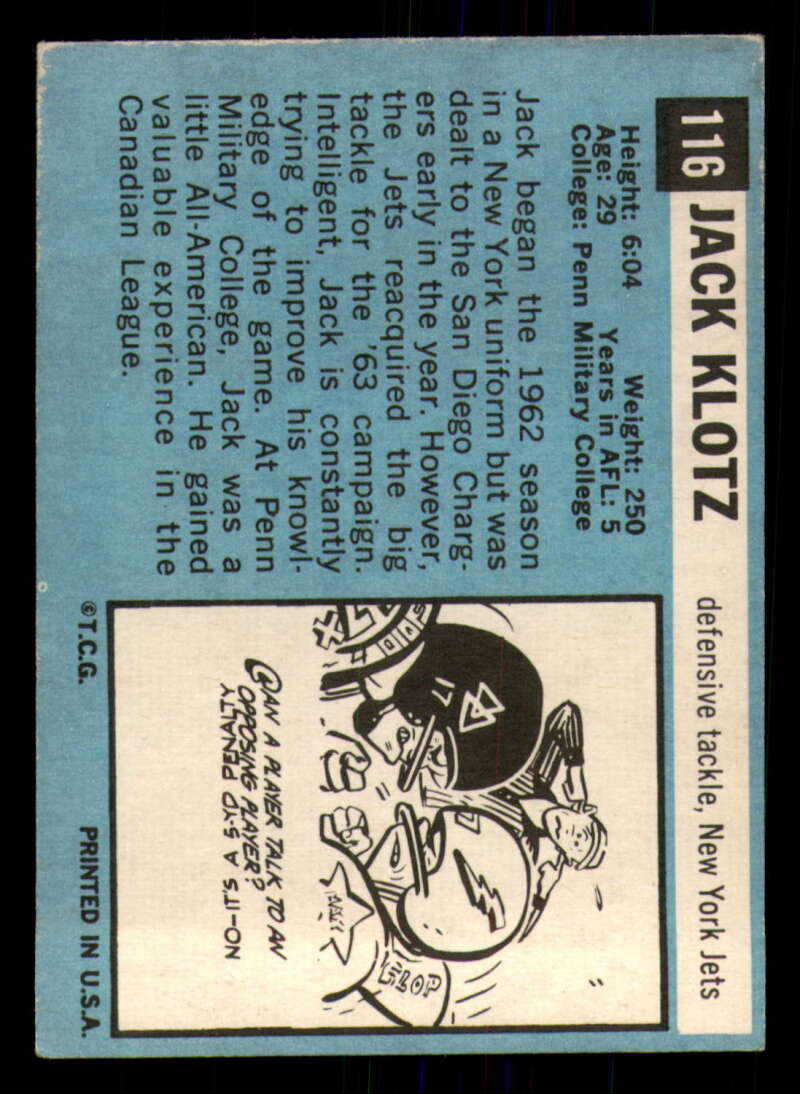 116 JACK KLOTZ defensive tackle, New York Jets
Height: 6:04 Weight: 250
Age: 29 Years in AFL: 5
College: Penn Military College
Jack began the 1962 season
in a New York uniform but was
dealt to the San Diego Charg-
ers early in the year. However,
the Jets reacquired the big
tackle for the '63 campaign.
Intelligent, Jack is constantly
trying to improve his knowl-
edge of the game. At Penn
Military College, Jack was a
little All-American. He gained
valuable experience in the
Canadian League.
17
KLOP
CAN A PLAYER TALK TO AN
OPPOSING PLAYER?
NO-IT'S A 5-YD PENALTY
©T.C.G. PRINTED IN U.S.A.